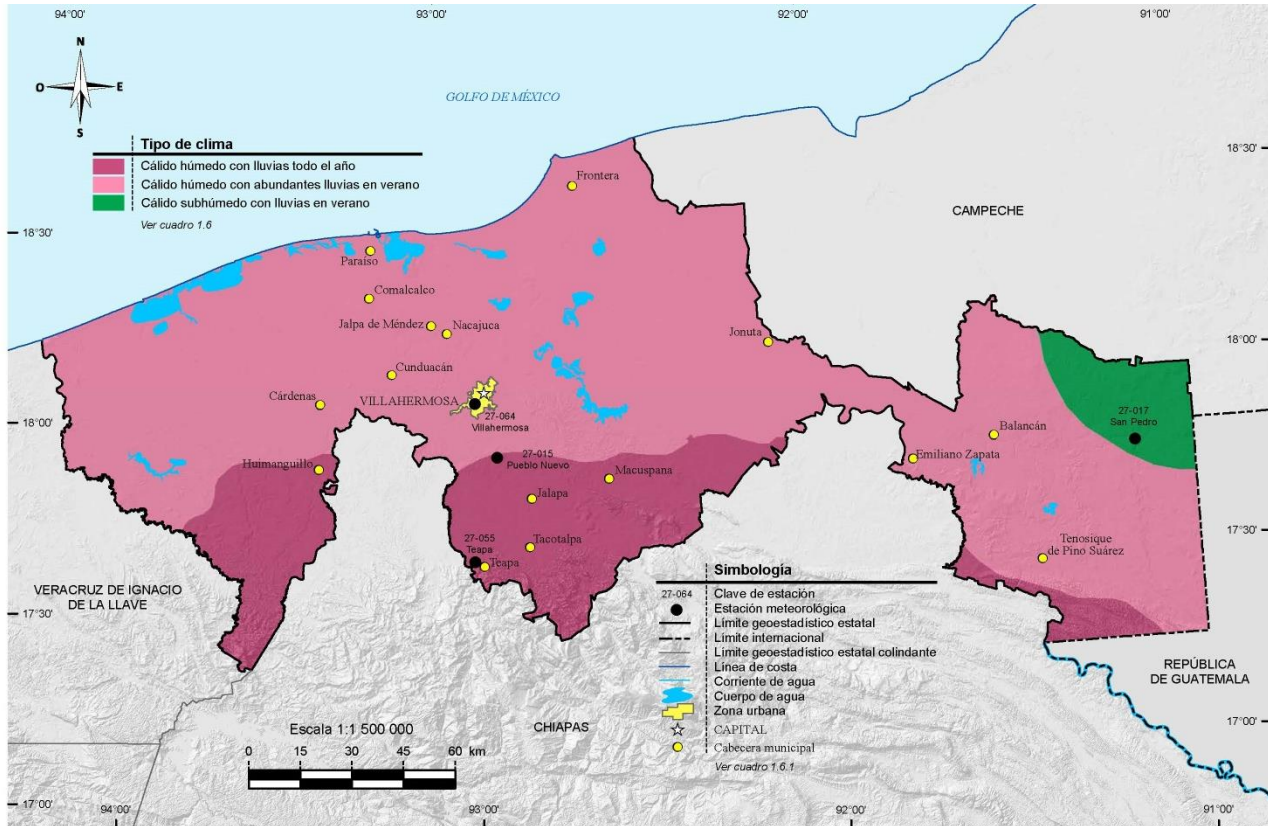 94°00'
93°00'
92°00'
91°00'
N
O
E
S
GOLFO DE MÉXICO
Tipo de clima
Cálido húmedo con lluvias todo el año
Cálido húmedo con abundantes lluvias en verano
Cálido subhúmedo con lluvias en verano
Ver cuadro 1.6
18°30'
18°30'
CAMPECHE
Frontera
Paraíso
Comalcalco
Jalpa de Méndez
Nacajuca
Jonuta
18°00'
Cunduacán
VILLAHERMOSA
27-064
Villahermosa
Cárdenas
18°00'
27-017
San Pedro
Balancán
Emiliano Zapata
Huimanguillo
27-015
Pueblo Nuevo
Macuspana
Jalapa
17°30'
27-055
Teapa
Tacotalpa
Teapa
Tenosique
de Pino Suárez
VERACRUZ DE IGNACIO
DE LA LLAVE
17°30'
Simbología
27-064
Clave de estación
Estación meteorológica
Límite geoestadístico estatal
Límite internacional
Límite geoestadístico estatal colindante
Línea de costa
Corriente de agua
Cuerpo de agua
Zona urbana
CAPITAL
Cabecera municipal
Ver cuadro 1.6.1
REPÚBLICA
DE GUATEMALA
17°00'
CHIAPAS
Escala 1:1 500 000
0 15 30 45 60 km
17°00'
94°00'
93°00'
92°00'
91°00'